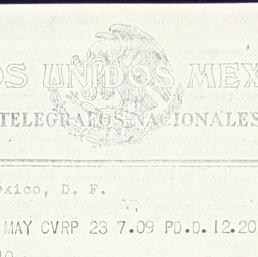 OS UNIDOS MEX
TELEGRAFOS NACIONALES
éxico, D. F.
MAY CVRP 23 7.09 PD.D. 12.20